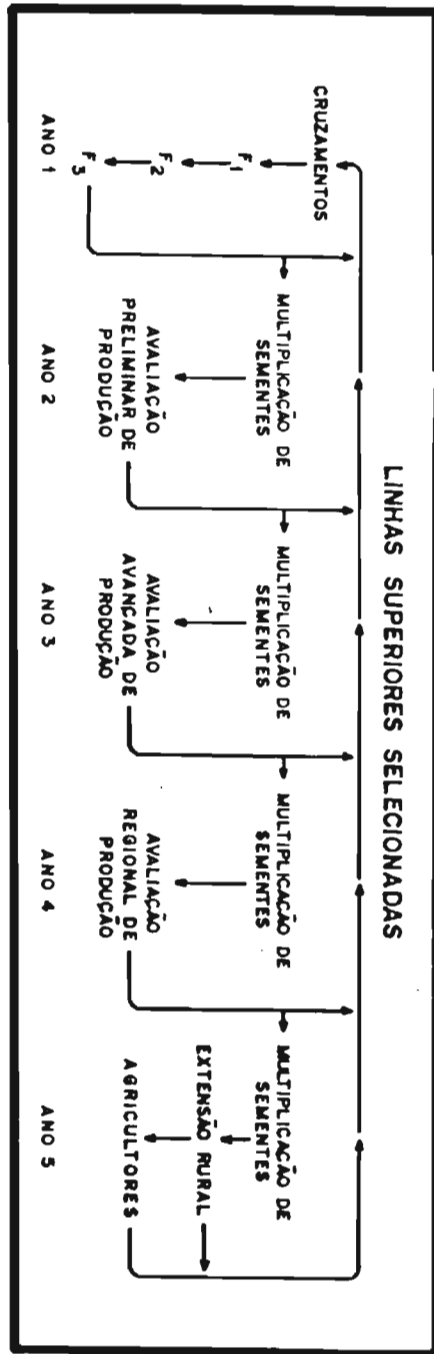 LINHAS SUPERIORES SELECIONADAS
CRUZAMENTOS
F1
F2
F3
ANO 1
MULTIPLICAÇÃO DE
SEMENTES
AVALIAÇÃO
PRELIMINAR DE
PRODUÇÃO
ANO 2
MULTIPLICAÇÃO DE
SEMENTES
AVALIAÇÃO
AVANÇADA DE
PRODUÇÃO
ANO 3
MULTIPLICAÇÃO DE
SEMENTES
AVALIAÇÃO
REGIONAL DE
PRODUÇÃO
ANO 4
MULTIPLICAÇÃO DE
SEMENTES
EXTENSÃO RURAL
AGRICULTORES
ANO 5